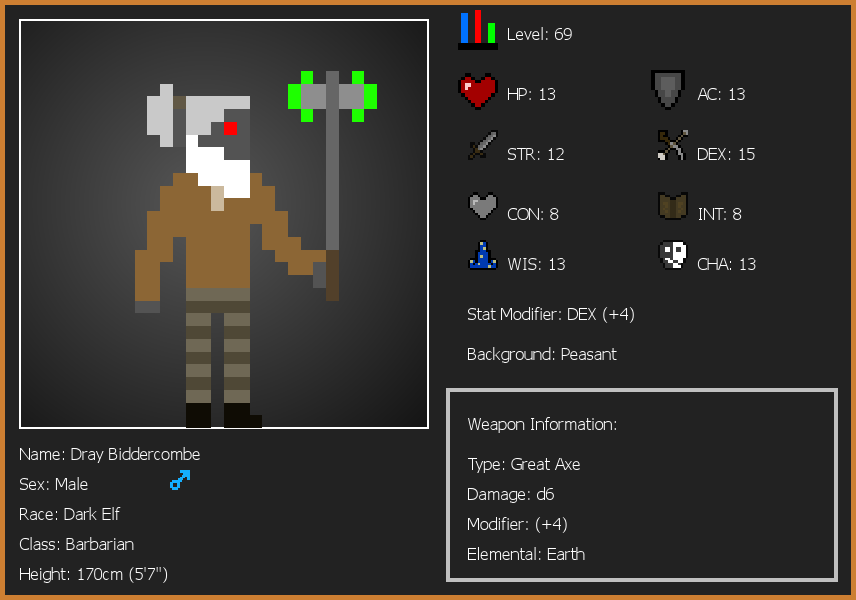 Level: 69
HP: 13
AC: 13
STR: 12
DEX: 15
CON: 8
INT: 8
WIS: 13
CHA: 13
Stat Modifier: DEX (+4)
Background: Peasant
Weapon Information:
Type: Great Axe
Damage: d6
Modifier: (+4)
Elemental: Earth
Name: Dray Biddercombe
Sex: Male
Race: Dark Elf
Class: Barbarian
Height: 170cm (5'7")